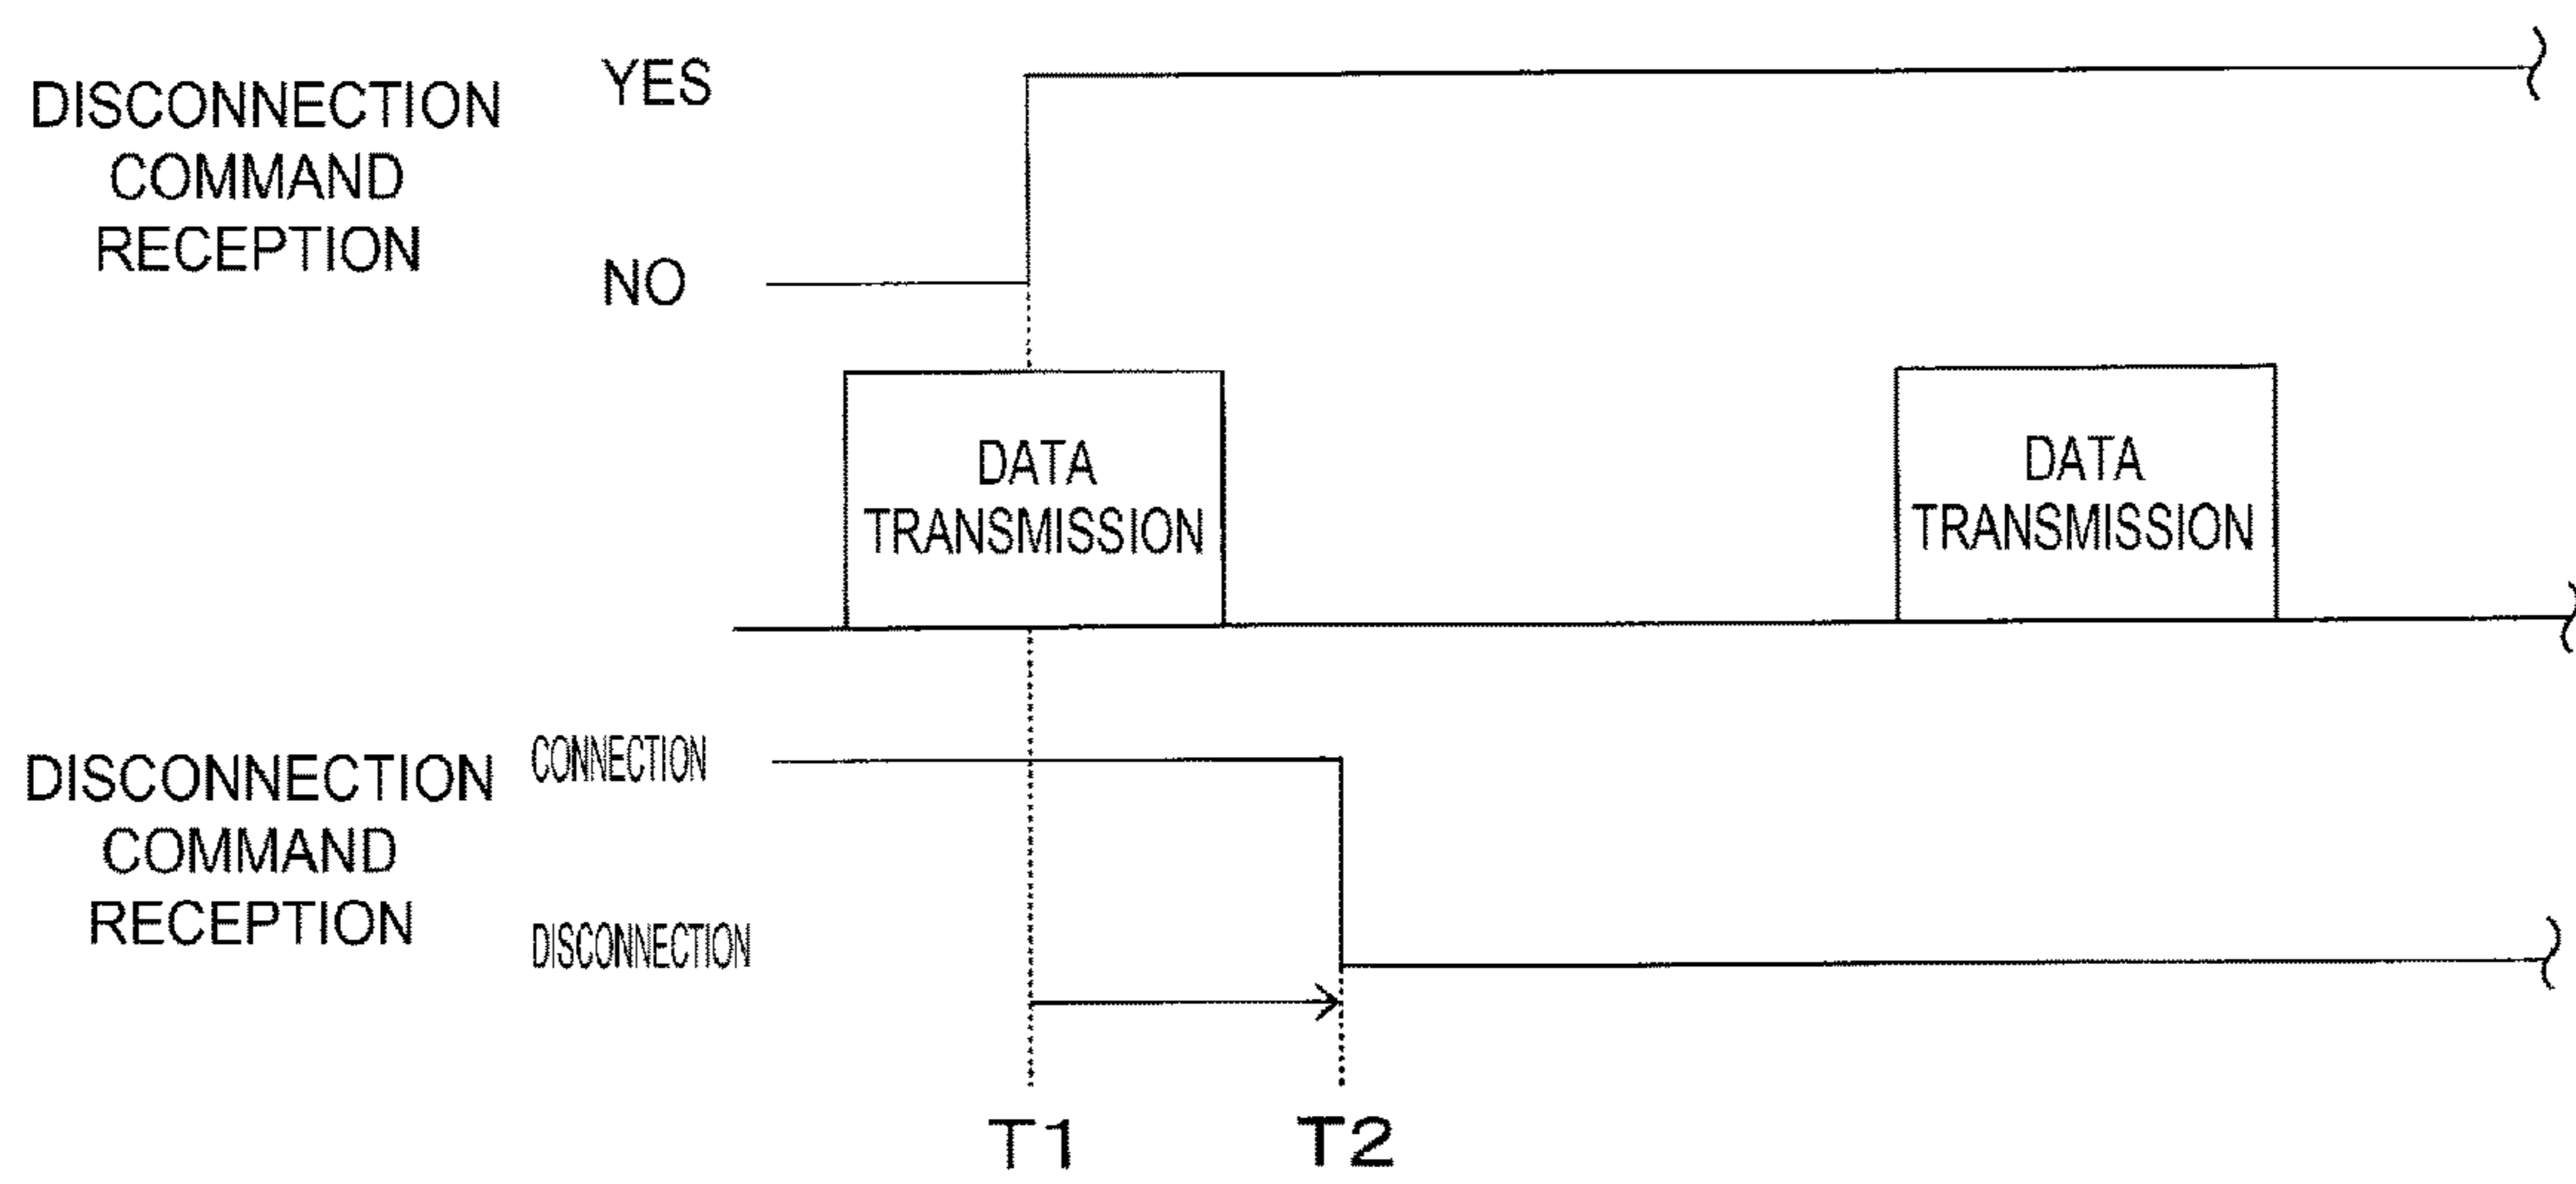 DISCONNECTION
COMMAND
RECEPTION
YES
NO
DATA
TRANSMISSION
DATA
TRANSMISSION
DISCONNECTION
COMMAND
RECEPTION
CONNECTION
DISCONNECTION
T1
T2